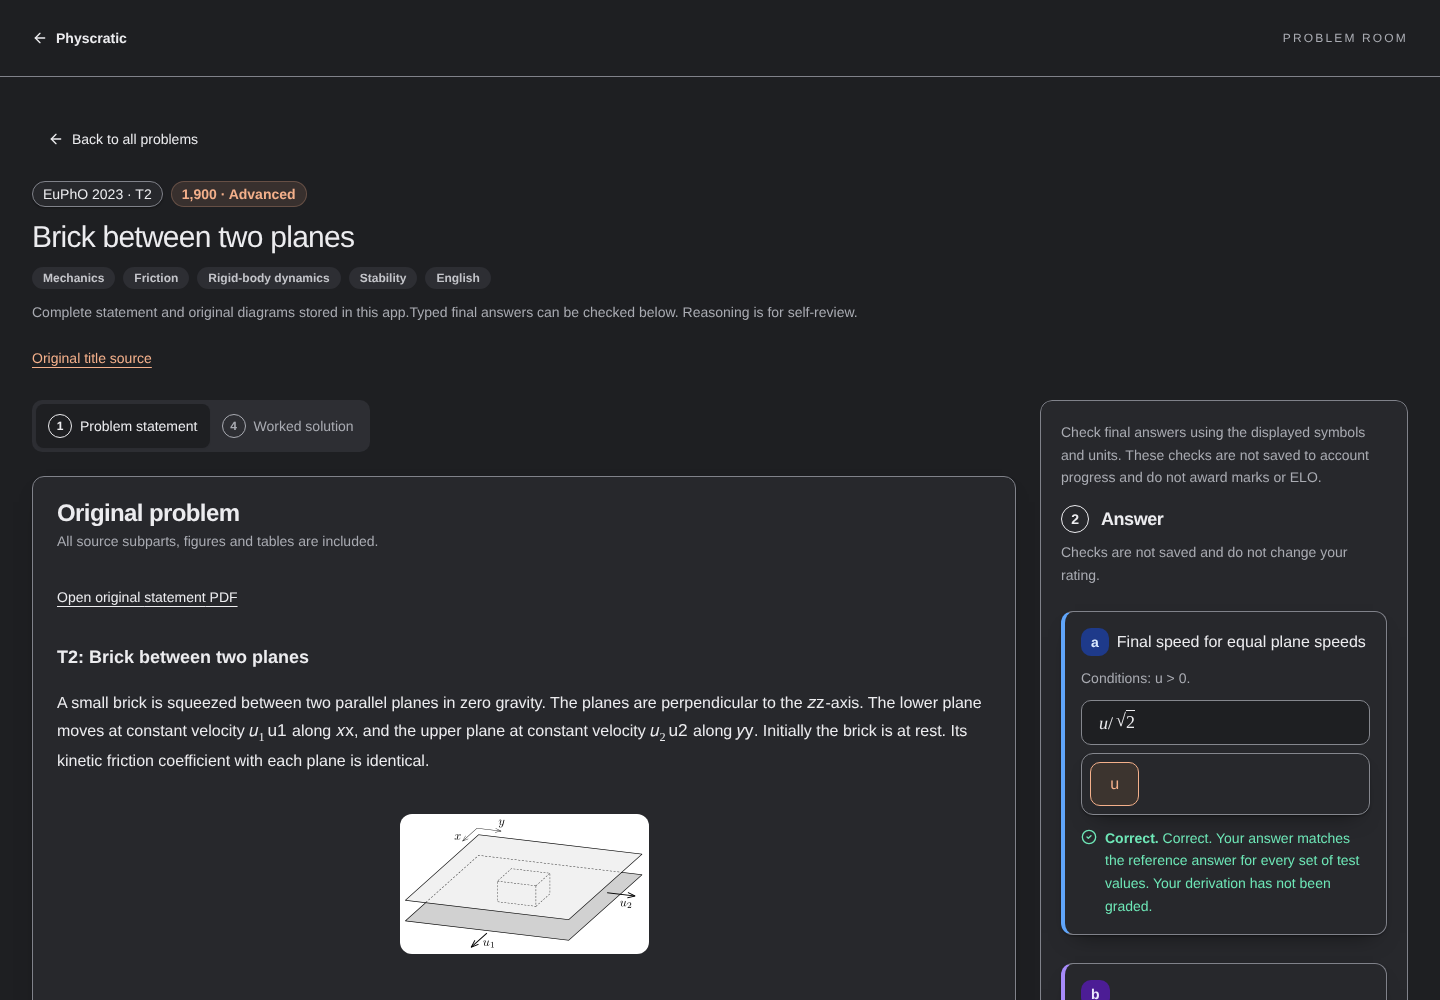 Physcratic
PROBLEM ROOM
Back to all problems
EuPhO 2023 · T2
1,900 · Advanced
Brick between two planes
Mechanics
Friction
Rigid-body dynamics
Stability
English
Complete statement and original diagrams stored in this app.Typed final answers can be checked below. Reasoning is for self-review.
Original title source
1 Problem statement
4 Worked solution
Original problem
All source subparts, figures and tables are included.
Open original statement PDF
T2: Brick between two planes
A small brick is squeezed between two parallel planes in zero gravity. The planes are perpendicular to the zz-axis. The lower plane
moves at constant velocity u₁ u1 along xx, and the upper plane at constant velocity u₂ u2 along yy. Initially the brick is at rest. Its
kinetic friction coefficient with each plane is identical.
x
y
u₂
u₁
Check final answers using the displayed symbols
and units. These checks are not saved to account
progress and do not award marks or ELO.
2 Answer
Checks are not saved and do not change your
rating.
a Final speed for equal plane speeds
Conditions: u > 0.
u/√2
u
Correct. Correct. Your answer matches
the reference answer for every set of test
values. Your derivation has not been
graded.
b